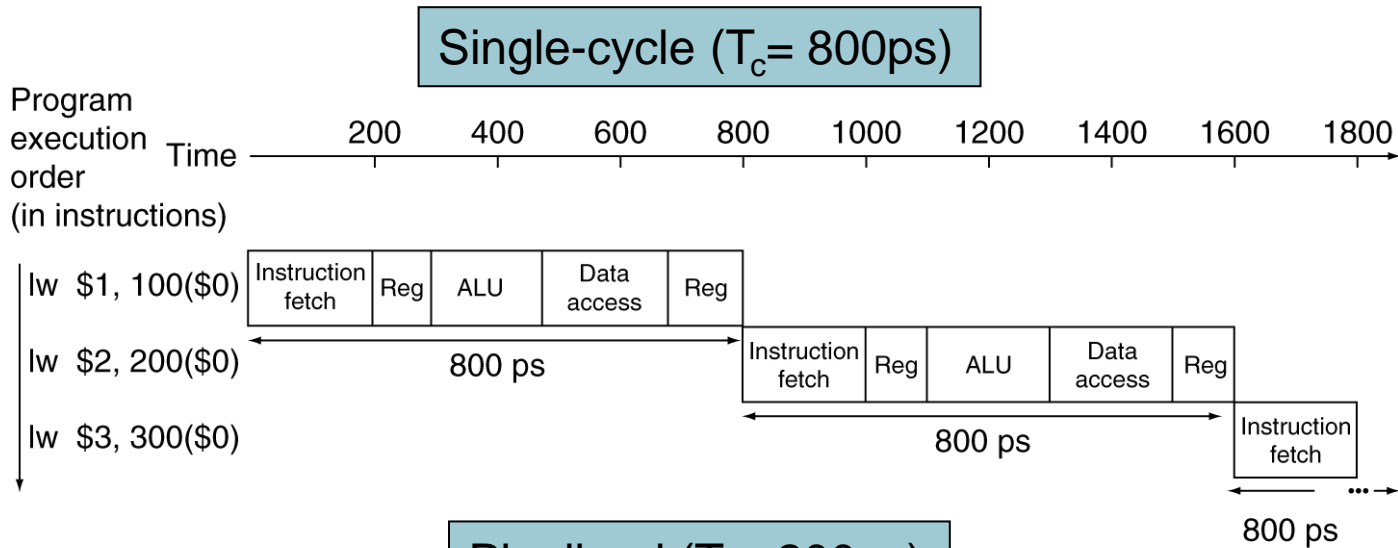 Single-cycle (Tc= 800ps)
Program
execution
order
(in instructions)
Time
200 400 600 800 1000 1200 1400 1600 1800
lw $1, 100($0)
Instruction
fetch
Reg
ALU
Data
access
Reg
800 ps
lw $2, 200($0)
Instruction
fetch
Reg
ALU
Data
access
Reg
800 ps
lw $3, 300($0)
Instruction
fetch
...
800 ps